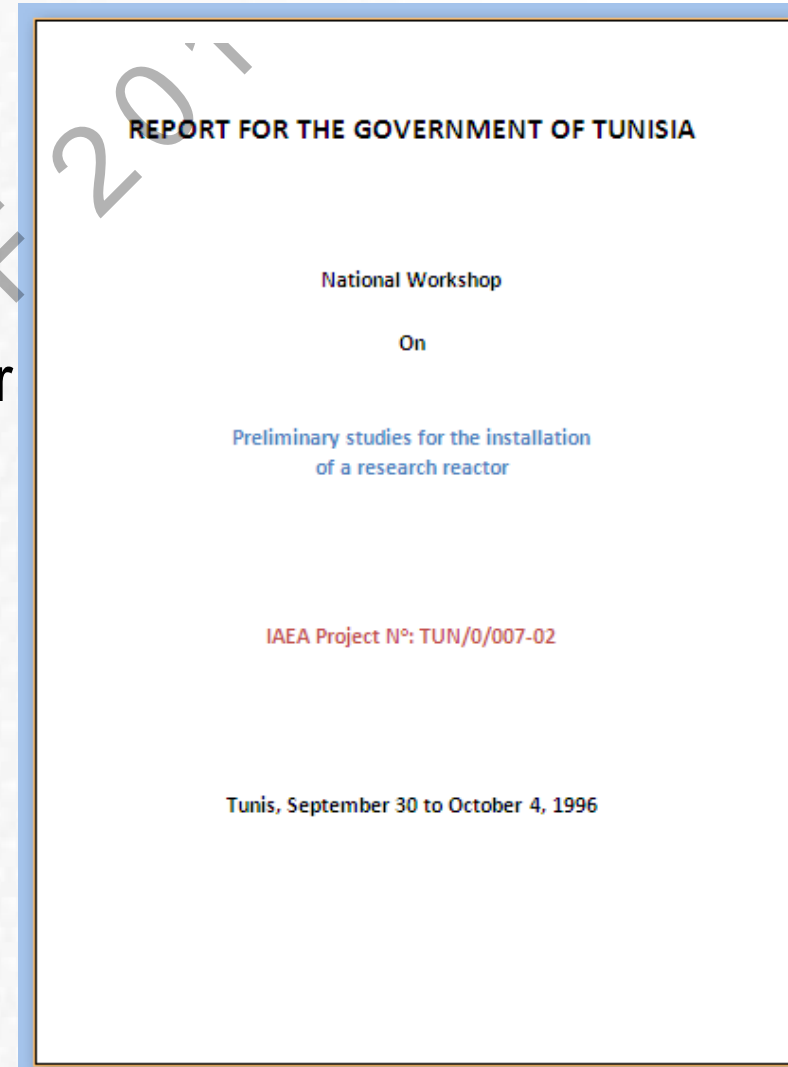 REPORT FOR THE GOVERNMENT OF TUNISIA
National Workshop
On
Preliminary studies for the installation
of a research reactor
IAEA Project Nº: TUN/0/007-02
Tunis, September 30 to October 4, 1996